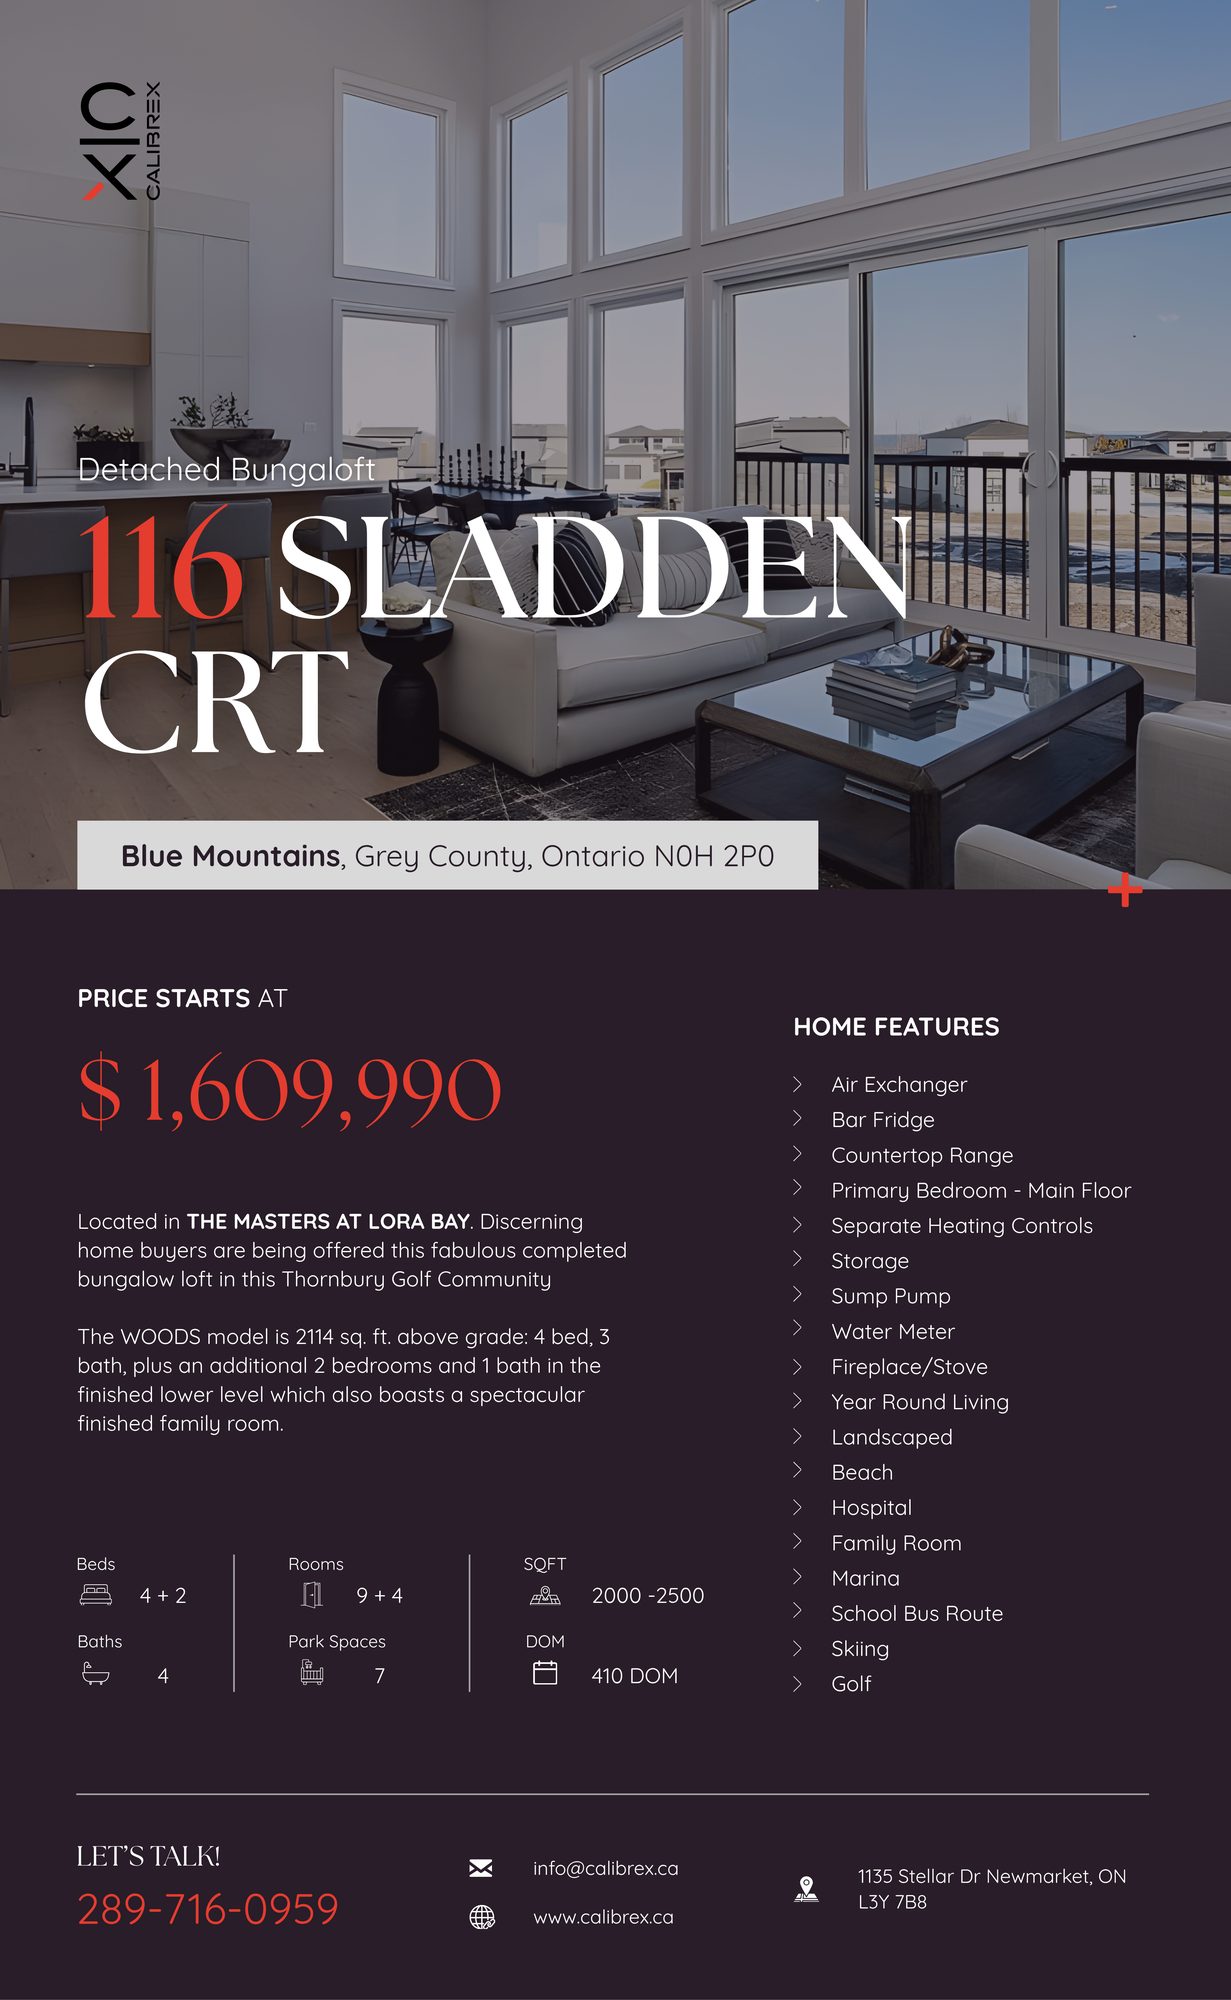 CX
CALIBREX
Detached Bungaloft
116 SLADDEN
CRT
Blue Mountains, Grey County, Ontario N0H 2P0
PRICE STARTS AT
$ 1,609,990
Located in THE MASTERS AT LORA BAY. Discerning
home buyers are being offered this fabulous completed
bungalow loft in this Thornbury Golf Community
The WOODS model is 2114 sq. ft. above grade: 4 bed, 3
bath, plus an additional 2 bedrooms and 1 bath in the
finished lower level which also boasts a spectacular
finished family room.
Beds
4 + 2
Rooms
9 + 4
SQFT
2000 -2500
Baths
4
Park Spaces
7
DOM
410 DOM
HOME FEATURES
Air Exchanger
Bar Fridge
Countertop Range
Primary Bedroom - Main Floor
Separate Heating Controls
Storage
Sump Pump
Water Meter
Fireplace/Stove
Year Round Living
Landscaped
Beach
Hospital
Family Room
Marina
School Bus Route
Skiing
Golf
LET'S TALK!
289-716-0959
info@calibrex.ca
www.calibrex.ca
1135 Stellar Dr Newmarket, ON
L3Y 7B8